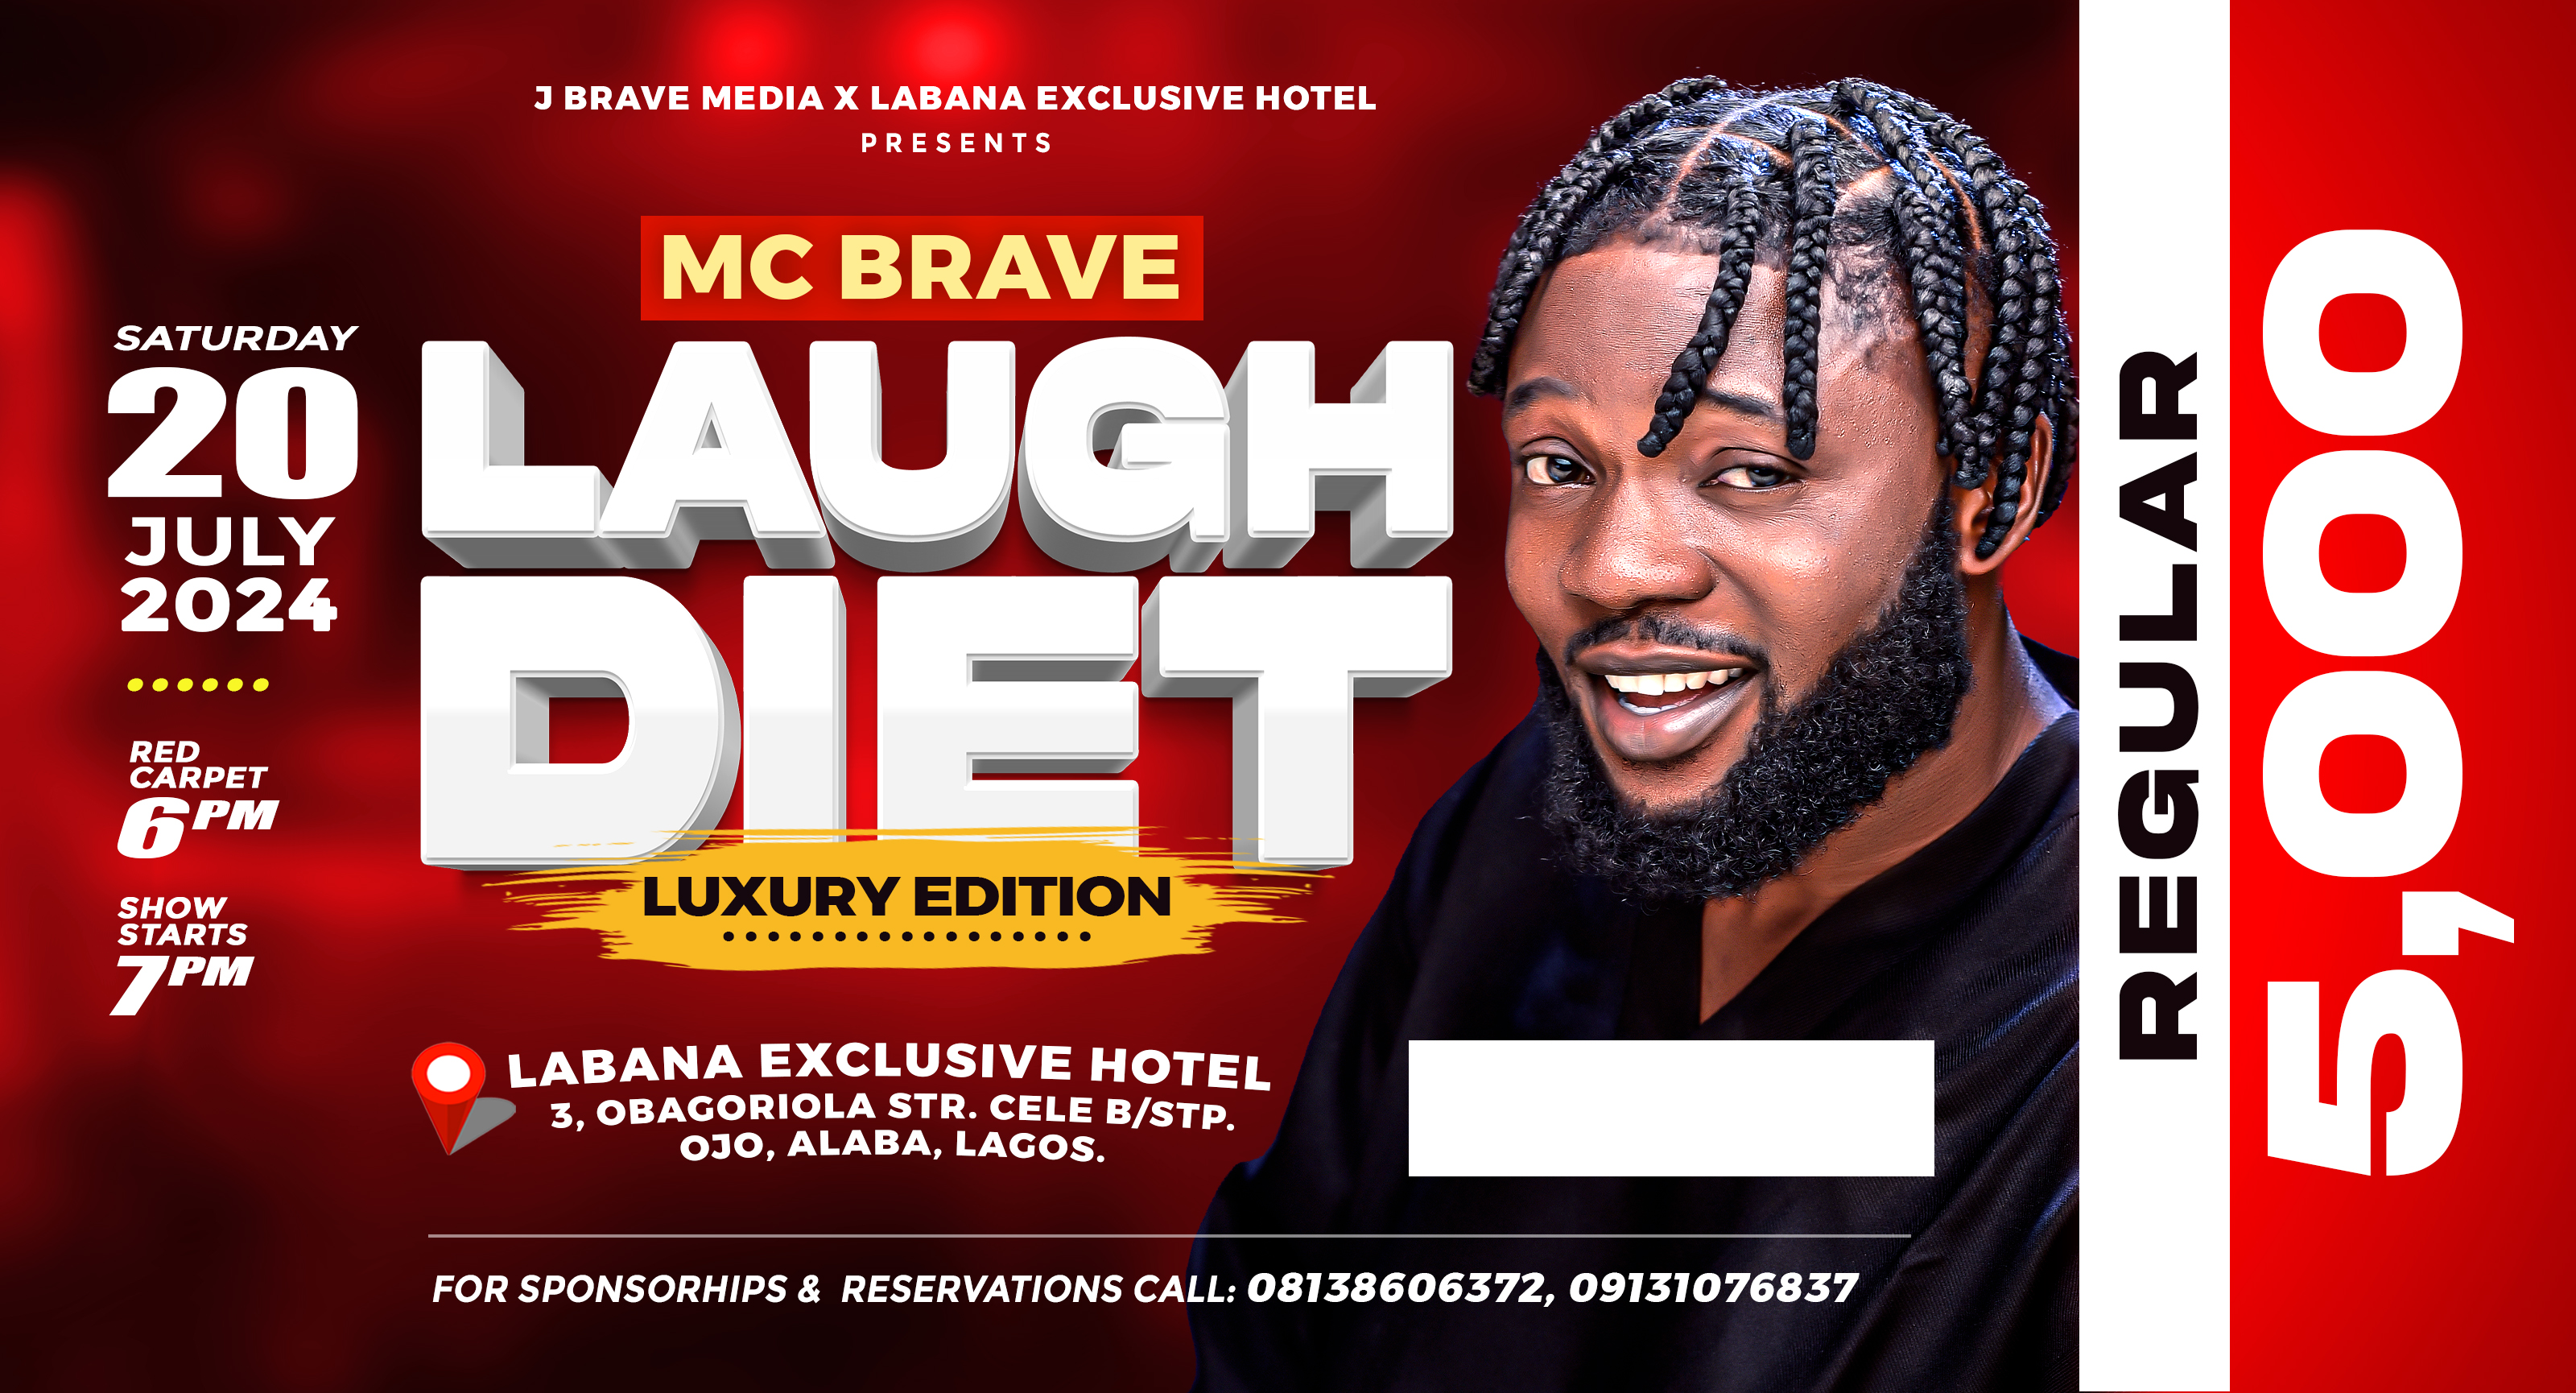 J BRAVE MEDIA X LABANA EXCLUSIVE HOTEL
PRESENTS
MC BRAVE
LAUGH
DIET
LUXURY EDITION
SATURDAY
20
JULY
2024
RED
CARPET
6PM
SHOW
STARTS
7PM
LABANA EXCLUSIVE HOTEL
3, OBAGORIOLA STR. CELE B/STP.
OJO, ALABA, LAGOS.
FOR SPONSORHIPS & RESERVATIONS CALL: 08138606372, 09131076837
REGULAR
5,000